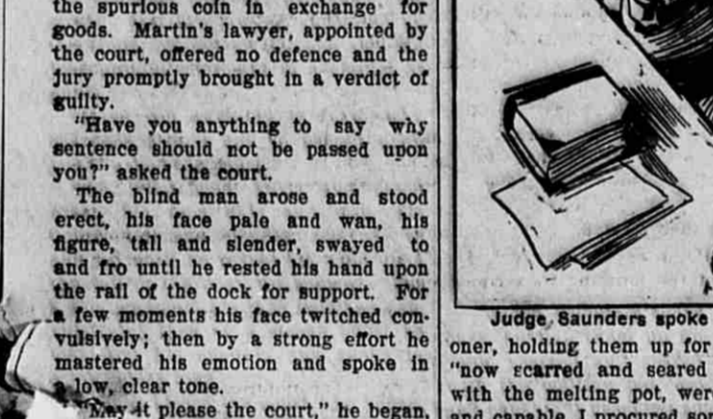 the spurious coin in exchange for
goods. Martin's lawyer, appointed by
the court, offered no defence and the
jury promptly brought in a verdict of
guilty.
"Have you anything to say why
sentence should not be passed upon
you?" asked the court.
The blind man arose and stood
erect, his face pale and wan, his
figure, tall and slender, swayed to
and fro until he rested his hand upon
the rail of the dock for support. For
a few moments his face twitched con-
vulsively; then by a strong effort he
mastered his emotion and spoke in
a low, clear tone.
"May it please the court," he began,
Judge Saunders spoke
oner, holding them up for
"now scarred and seared
with the melting pot, wer
and capable. I procured